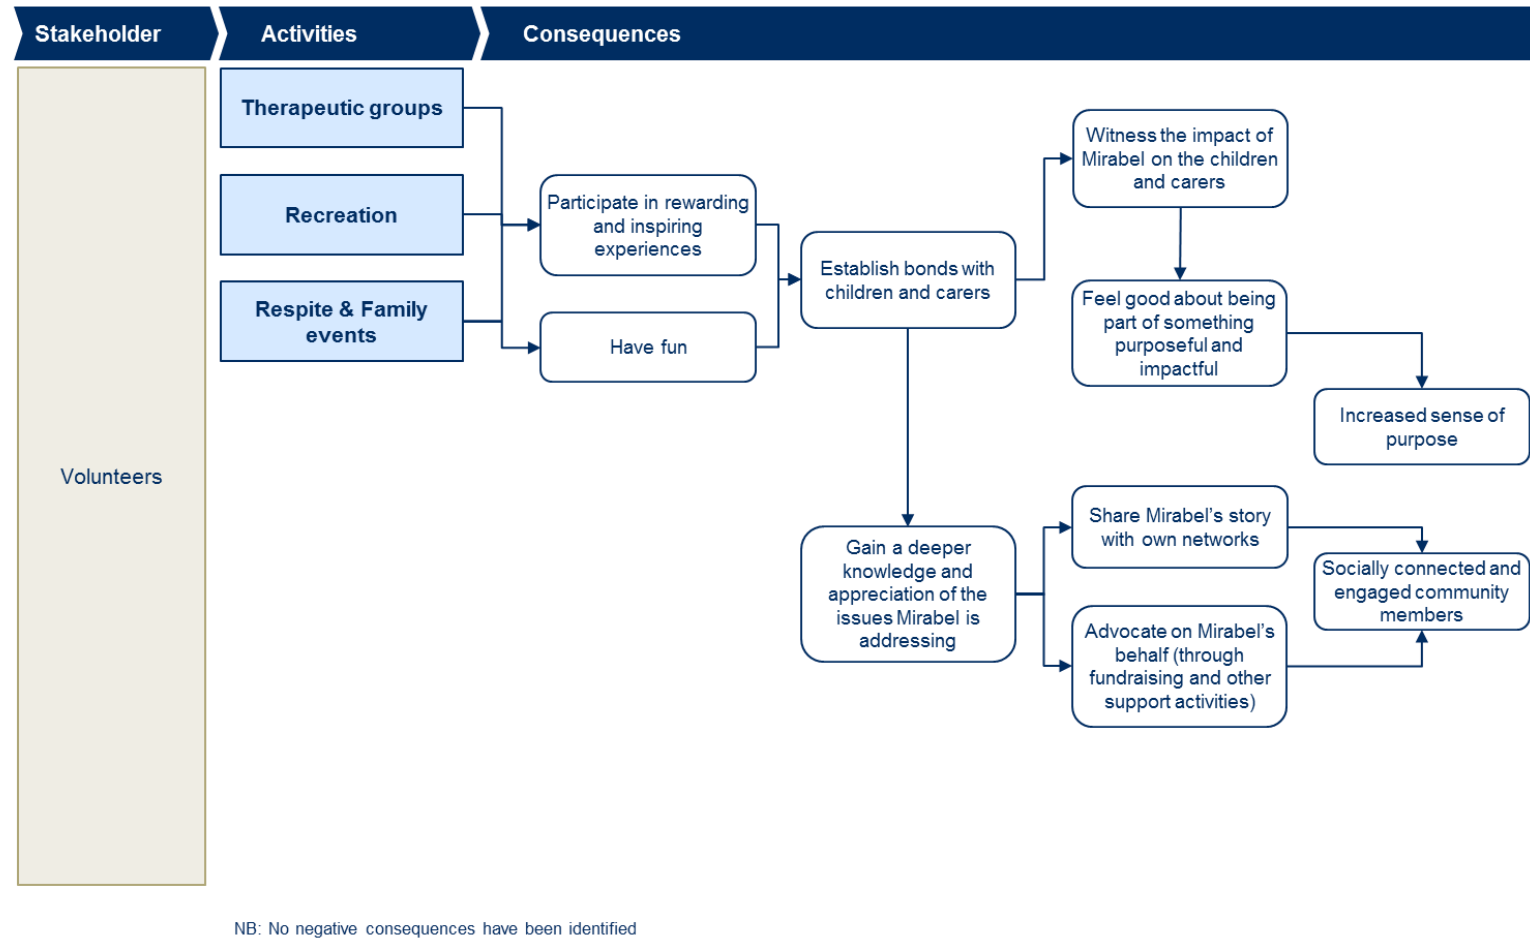 Stakeholder
Activities
Consequences
Volunteers
Therapeutic groups
Recreation
Respite & Family
events
Participate in rewarding
and inspiring
experiences
Have fun
Establish bonds with
children and carers
Witness the impact of
Mirabel on the children
and carers
Feel good about being
part of something
purposeful and
impactful
Increased sense of
purpose
Gain a deeper
knowledge and
appreciation of the
issues Mirabel is
addressing
Share Mirabel's story
with own networks
Advocate on Mirabel's
behalf (through
fundraising and other
support activities)
Socially connected and
engaged community
members
NB: No negative consequences have been identified